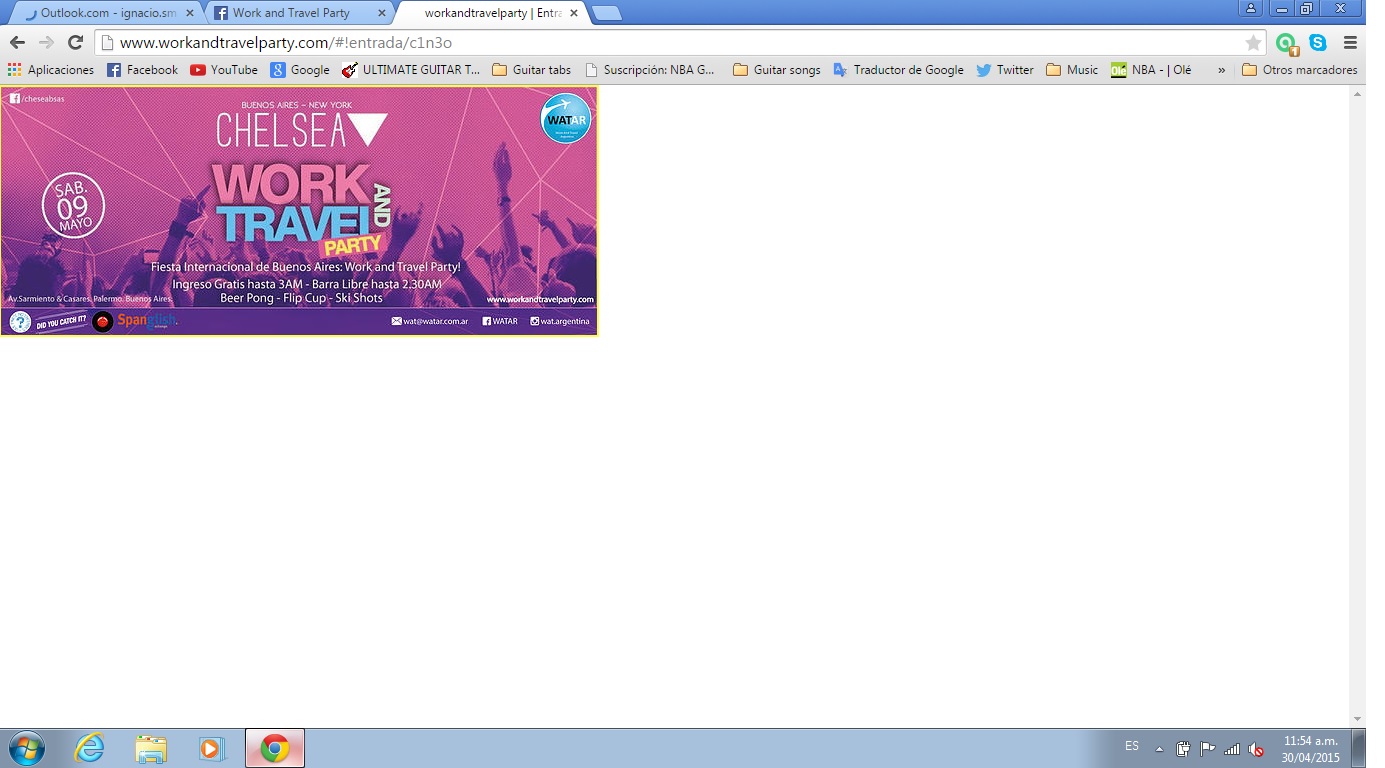 Outlook.com - ignacio.sm
Work and Travel Party
workandtravelparty | Entra
www.workandtravelparty.com/#!entrada/c1n3o
1
Aplicaciones
Facebook
YouTube
Google
ULTIMATE GUITAR T...
Guitar tabs
Suscripción: NBA G...
Guitar songs
Traductor de Google
Twitter
Music
Olé
NBA - | Olé
»
Otros marcadores
/cheseabsas
BUENOS AIRES - NEW YORK
CHELSEA
WATAR
SAB.
09
MAYO
WORK
AND
TRAVEL
PARTY
Fiesta Internacional de Buenos Aires: Work and Travel Party!
Ingreso Gratis hasta 3AM - Barra Libre hasta 2.30AM
Beer Pong - Flip Cup - Ski Shots
Av.Sarmiento & Casares, Palermo. Buenos Aires.
www.workandtravelparty.com
?
DID YOU CATCH IT?
Spanglish.
wat@watar.com.ar
WATAR
wat.argentina
ES
11:54 a.m.
30/04/2015